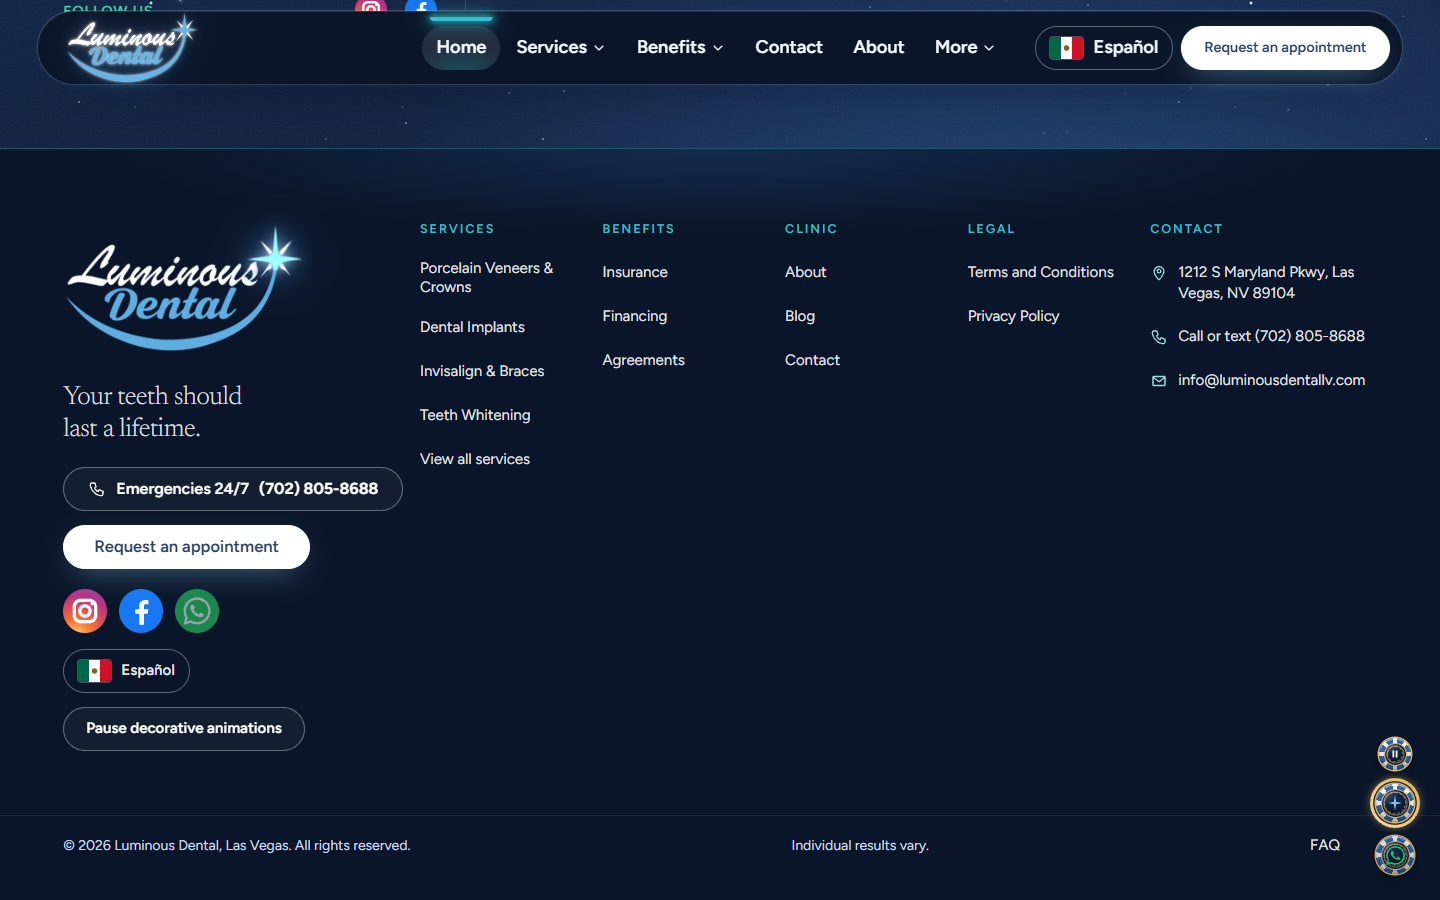 FOLLOW US
Luminous
Dental
Home
Services
Benefits
Contact
About
More
Español
Request an appointment
Luminous
Dental
Your teeth should
last a lifetime.
Emergencies 24/7 (702) 805-8688
Request an appointment
Español
Pause decorative animations
SERVICES
Porcelain Veneers &
Crowns
Dental Implants
Invisalign & Braces
Teeth Whitening
View all services
BENEFITS
Insurance
Financing
Agreements
CLINIC
About
Blog
Contact
LEGAL
Terms and Conditions
Privacy Policy
CONTACT
1212 S Maryland Pkwy, Las
Vegas, NV 89104
Call or text (702) 805-8688
info@luminousdentallv.com
© 2026 Luminous Dental, Las Vegas. All rights reserved.
Individual results vary.
FAQ